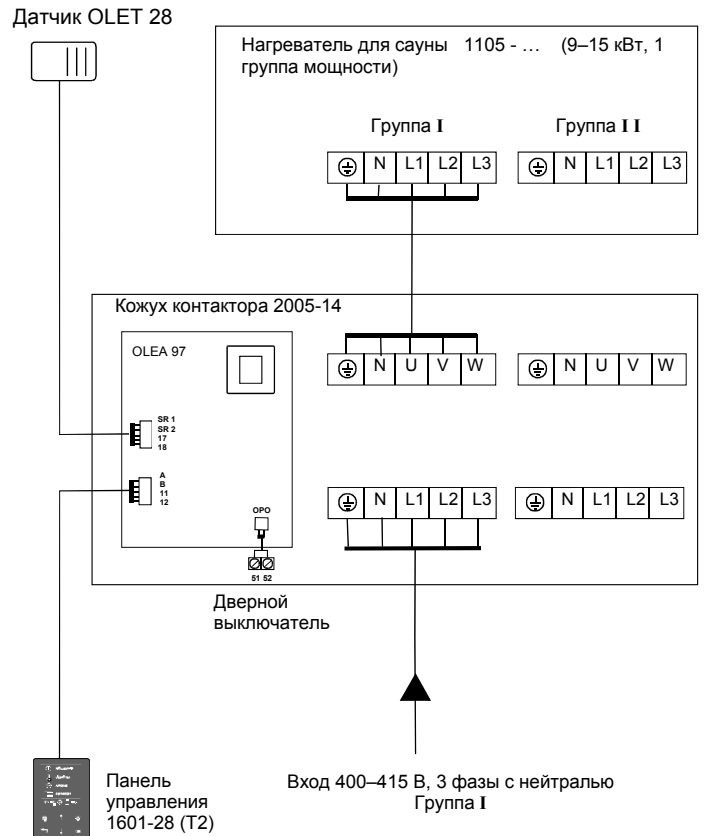 Датчик OLET 28
Нагреватель для сауны 1105 - … (9–15 кВт, 1
группа мощности)
Группа I
Группа I I
N L1 L2 L3
N L1 L2 L3
Кожух контактора 2005-14
OLEA 97
N U V W
N U V W
SR 1
SR 2
17
18
A
B
11
12
OPO
51 52
N L1 L2 L3
N L1 L2 L3
Дверной
выключатель
Панель
управления
1601-28 (T2)
Вход 400–415 В, 3 фазы с нейтралью
Группа I